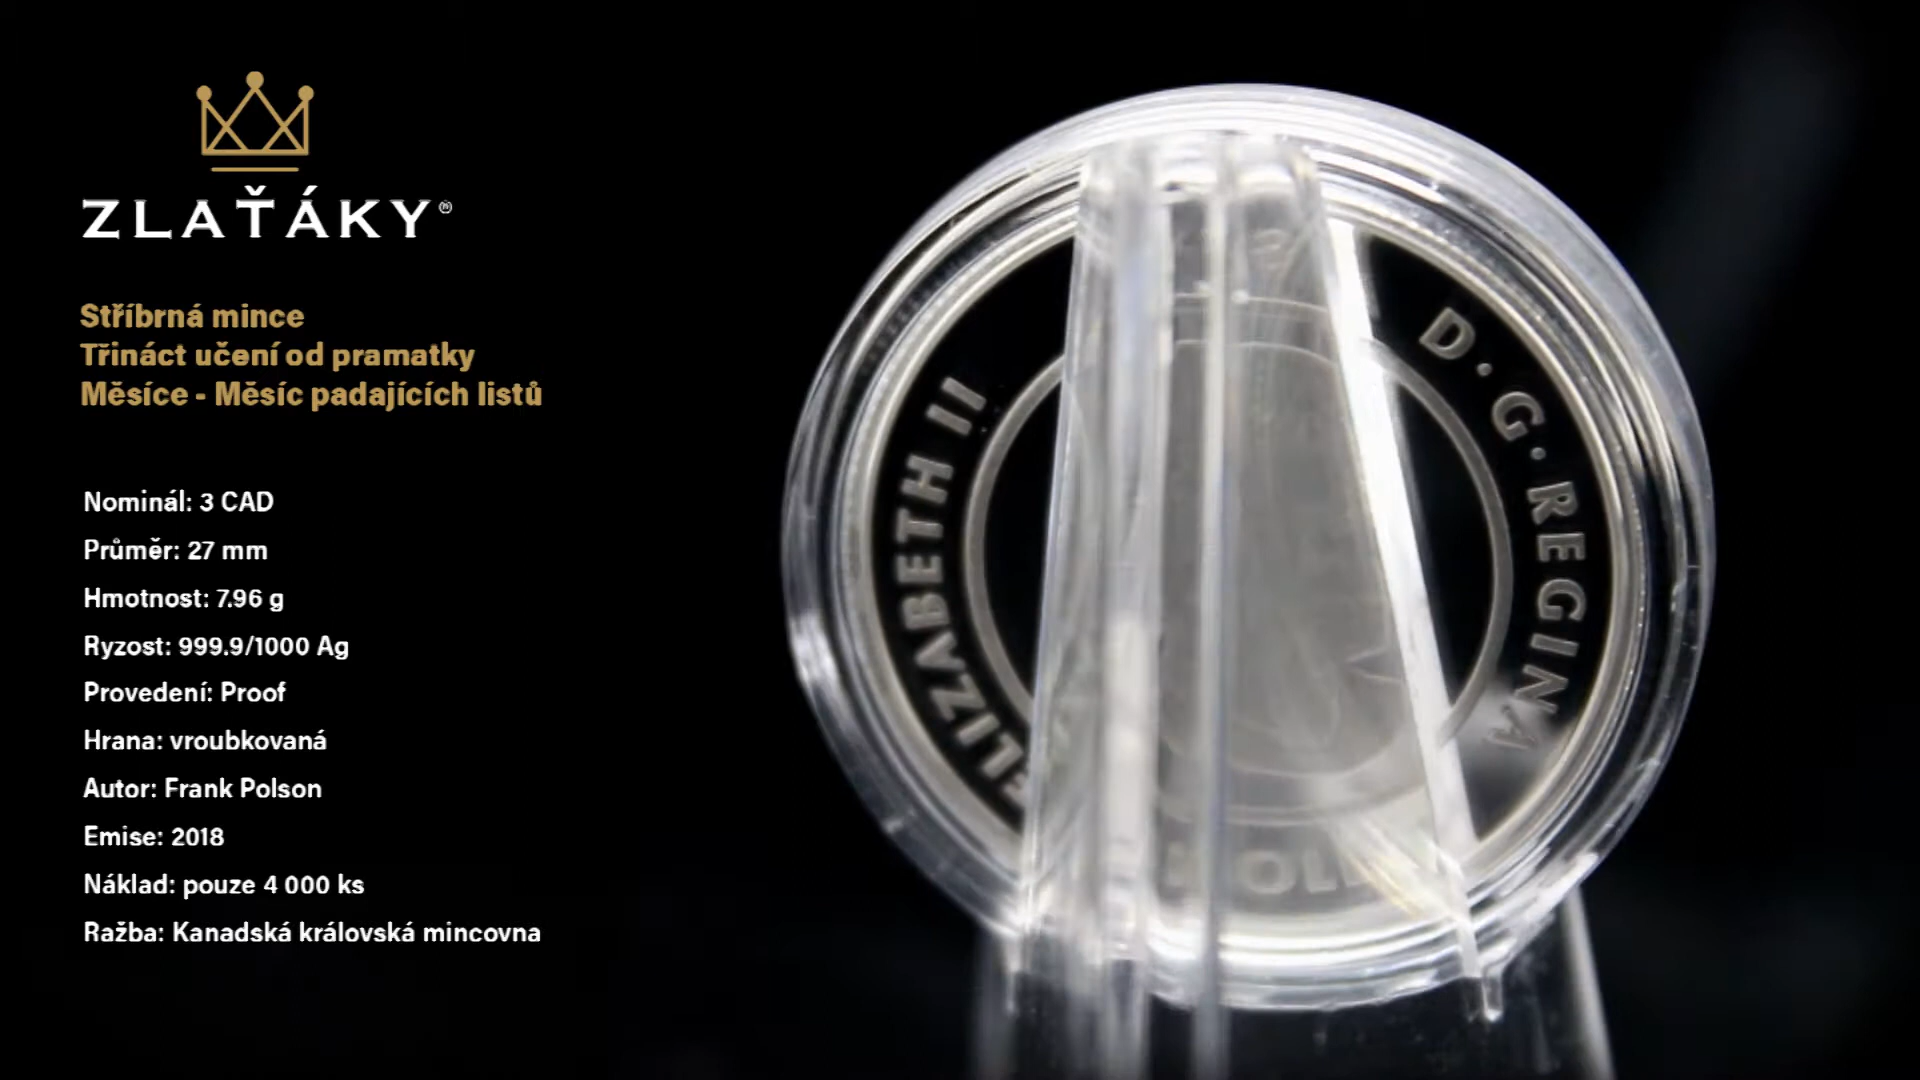 ZLAŤÁKY®
Stříbrná mince
Třináct učení od pramatky
Měsíce - Měsíc padajících listů
Nominál: 3 CAD
Průměr: 27 mm
Hmotnost: 7.96 g
Ryzost: 999.9/1000 Ag
Provedení: Proof
Hrana: vroubkovaná
Autor: Frank Polson
Emise: 2018
Náklad: pouze 4 000 ks
Ražba: Kanadská královská mincovna
ELIZABETH II
D·G·REGINA